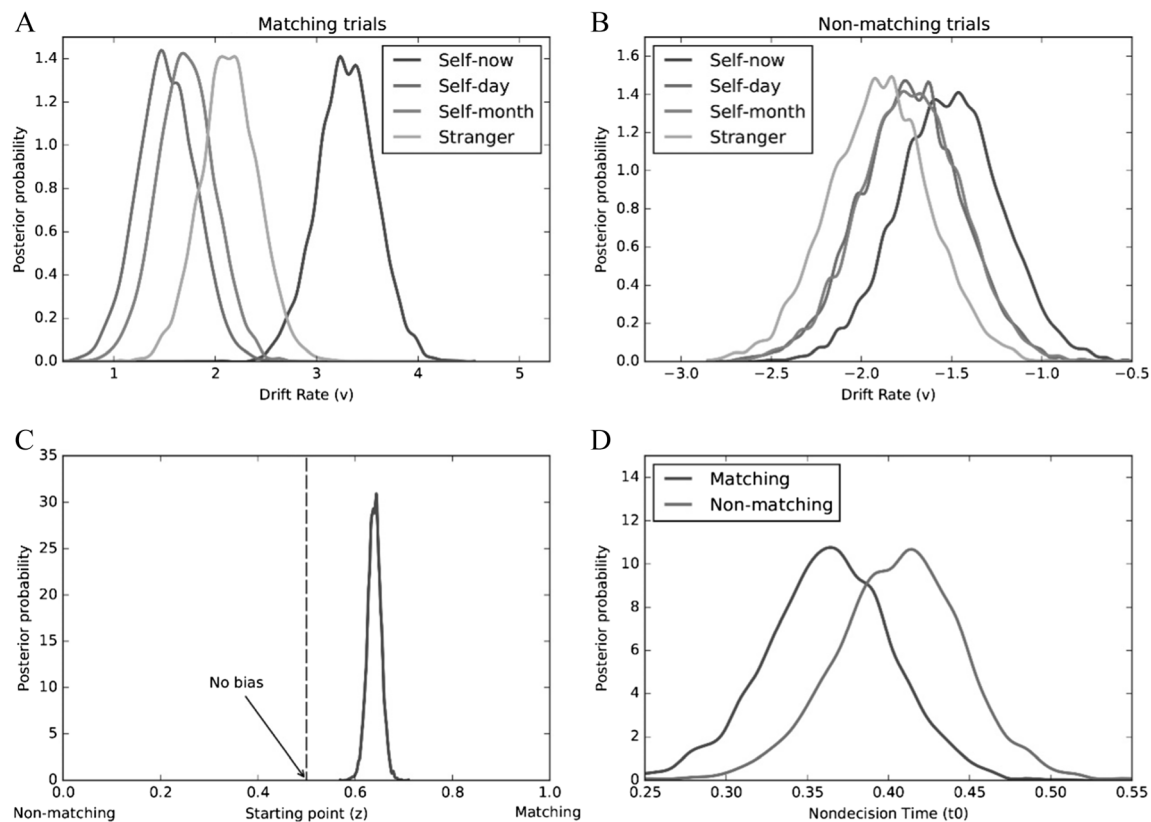 A
Matching trials
Posterior probability
1.4
1.2
1.0
0.8
0.6
0.4
0.2
0.0
Self-now
Self-day
Self-month
Stranger
1 2 3 4 5
Drift Rate (v)
B
Non-matching trials
Posterior probability
1.6
1.4
1.2
1.0
0.8
0.6
0.4
0.2
0.0
Self-now
Self-day
Self-month
Stranger
−3.0 −2.5 −2.0 −1.5 −1.0 −0.5
Drift Rate (v)
C
Posterior probability
35
30
25
20
15
10
5
0
No bias
0.0 0.2 0.4 0.6 0.8 1.0
Non-matching Starting point (z) Matching
D
Posterior probability
14
12
10
8
6
4
2
0
Matching
Non-matching
0.25 0.30 0.35 0.40 0.45 0.50 0.55
Nondecision Time (t0)